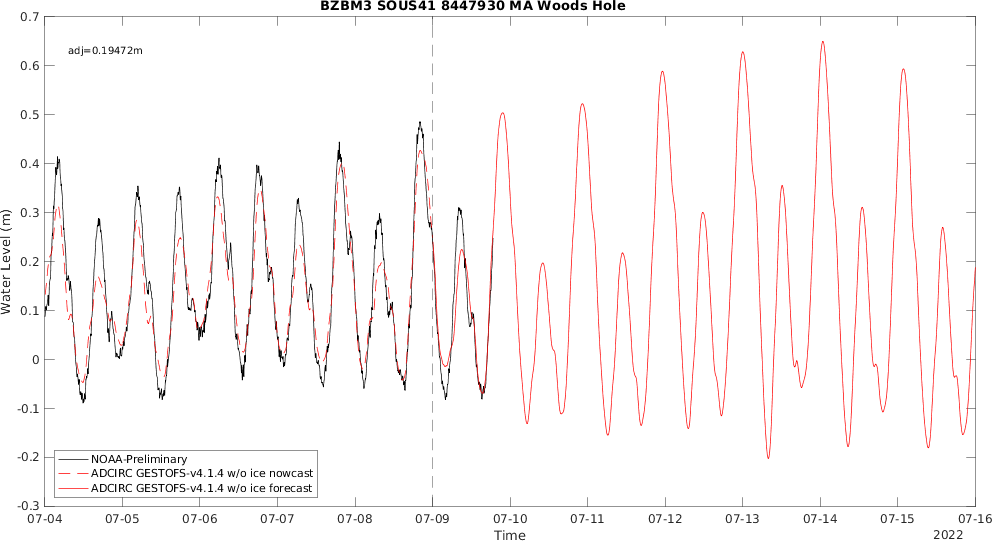 BZBM3 SOUS41 8447930 MA Woods Hole
0.7
0.6
0.5
0.4
0.3
0.2
0.1
0
-0.1
-0.2
-0.3
Water Level (m)
adj=0.19472m
NOAA-Preliminary
ADCIRC GESTOFS-v4.1.4 w/o ice nowcast
ADCIRC GESTOFS-v4.1.4 w/o ice forecast
07-04 07-05 07-06 07-07 07-08 07-09 07-10 07-11 07-12 07-13 07-14 07-15 07-16
Time
2022